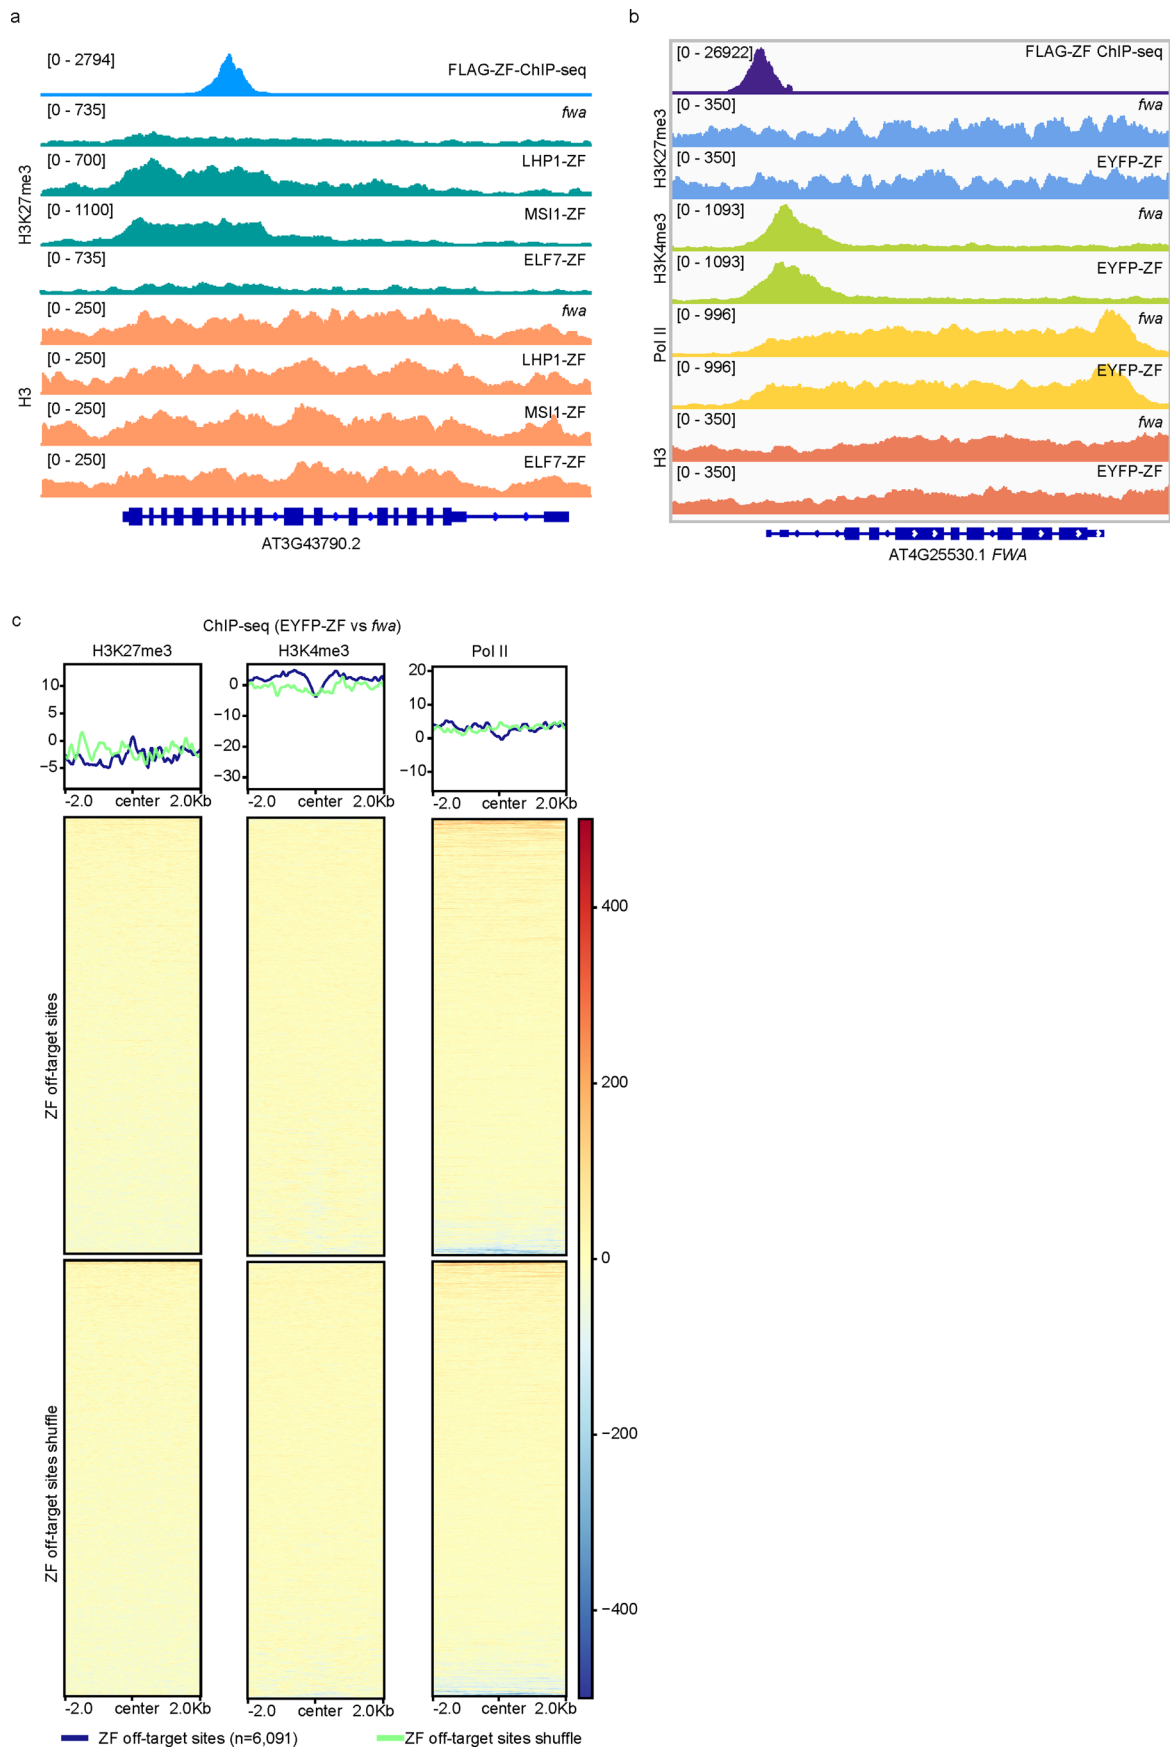 a
[0 - 2794]
FLAG-ZF-ChIP-seq
H3K27me3
[0 - 735]
fwa
[0 - 700]
LHP1-ZF
[0 - 1100]
MSI1-ZF
[0 - 735]
ELF7-ZF
H3
[0 - 250]
fwa
[0 - 250]
LHP1-ZF
[0 - 250]
MSI1-ZF
[0 - 250]
ELF7-ZF
AT3G43790.2
b
[0 - 26922]
FLAG-ZF ChIP-seq
H3K27me3
[0 - 350]
fwa
[0 - 350]
EYFP-ZF
H3K4me3
[0 - 1093]
fwa
[0 - 1093]
EYFP-ZF
Pol II
[0 - 996]
fwa
[0 - 996]
EYFP-ZF
H3
[0 - 350]
fwa
[0 - 350]
EYFP-ZF
AT4G25530.1 FWA
c
ChIP-seq (EYFP-ZF vs fwa)
H3K27me3
10
5
0
−5
-2.0 center 2.0Kb
H3K4me3
0
−10
−20
−30
-2.0 center 2.0Kb
Pol II
20
10
0
−10
-2.0 center 2.0Kb
ZF off-target sites
ZF off-target sites shuffle
400
200
0
−200
−400
-2.0 center 2.0Kb
-2.0 center 2.0Kb
-2.0 center 2.0Kb
ZF off-target sites (n=6,091)
ZF off-target sites shuffle